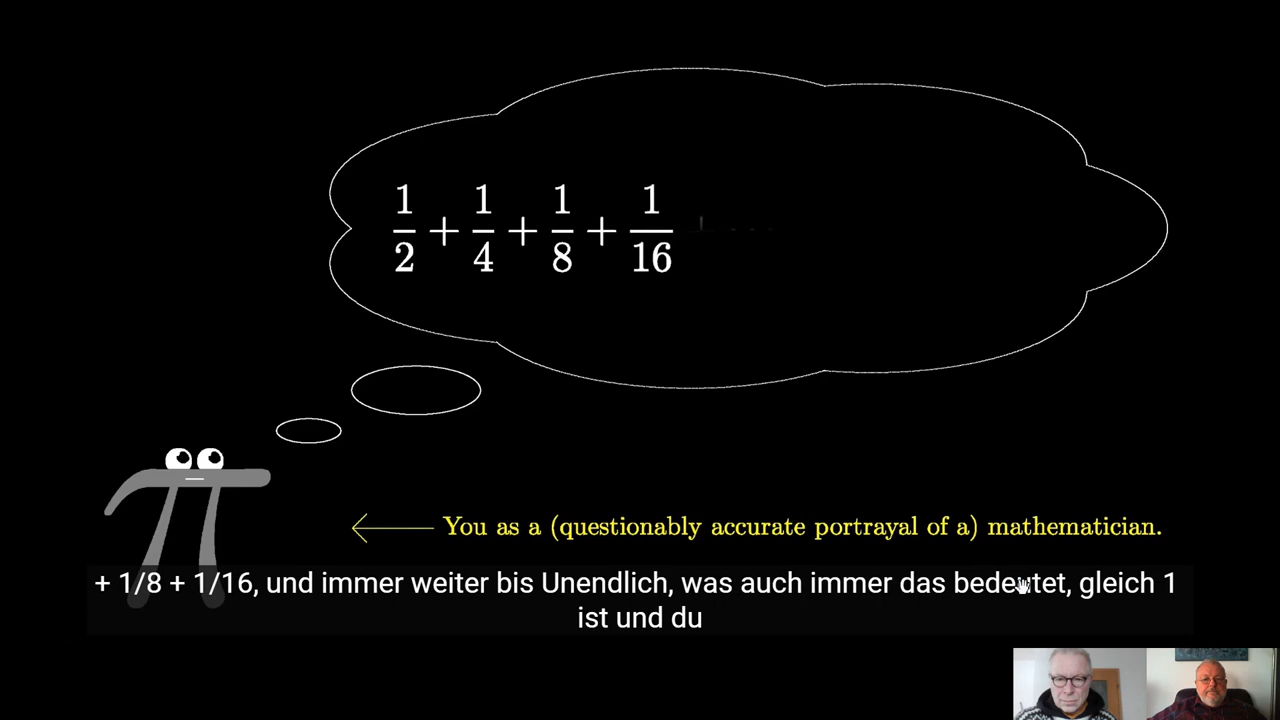 1/2 + 1/4 + 1/8 + 1/16 + ...
You as a (questionably accurate portrayal of a) mathematician.
+ 1/8 + 1/16, und immer weiter bis Unendlich, was auch immer das bedeutet, gleich 1
ist und du